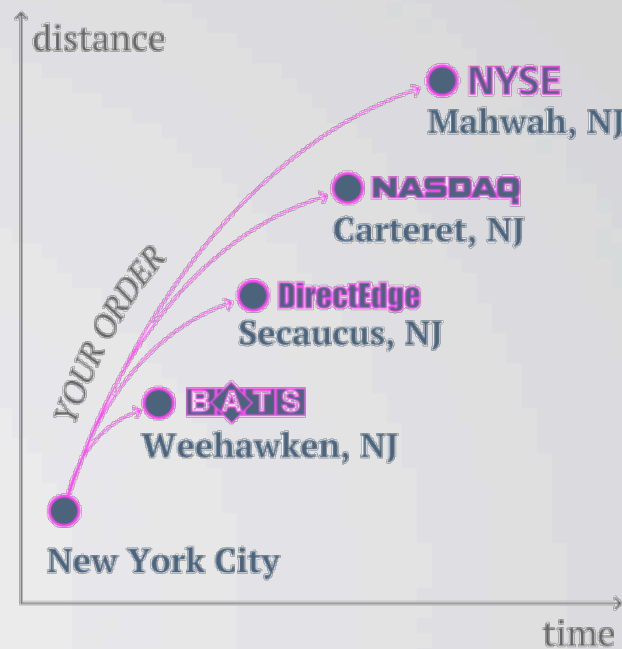 distance
NYSE
Mahwah, NJ
NASDAQ
Carteret, NJ
YOUR ORDER
DirectEdge
Secaucus, NJ
BATS
Weehawken, NJ
New York City
time